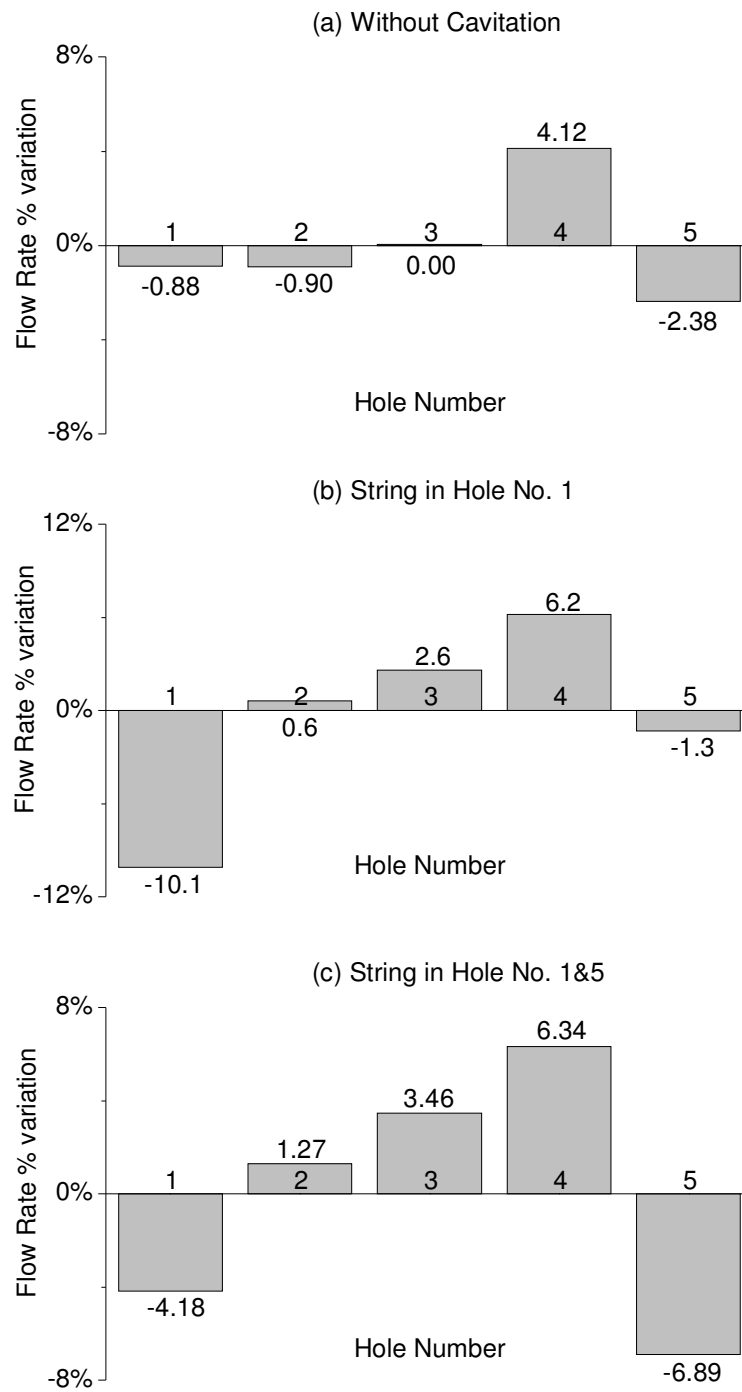 (a) Without Cavitation
8%
4.12
1 2 3 4 5
0%
-0.88 -0.90 0.00 -2.38
Flow Rate % variation
Hole Number
-8%
(b) String in Hole No. 1
12%
6.2
2.6
1 2 3 4 5
0%
0.6 -1.3
Flow Rate % variation
Hole Number
-10.1
-12%
(c) String in Hole No. 1&5
8%
6.34
3.46
1.27
1 2 3 4 5
0%
Flow Rate % variation
-4.18
Hole Number
-6.89
-8%